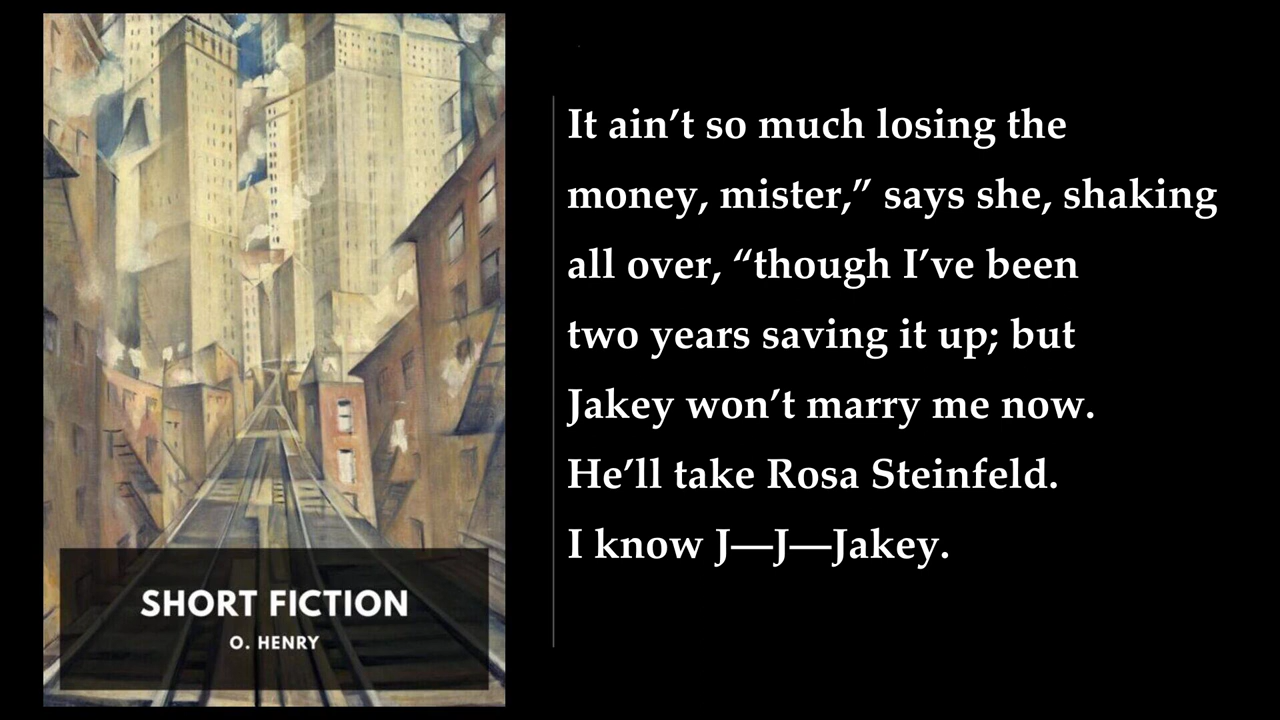 SHORT FICTION
O. HENRY
It ain’t so much losing the
money, mister,” says she, shaking
all over, “though I’ve been
two years saving it up; but
Jakey won’t marry me now.
He’ll take Rosa Steinfeld.
I know J—J—Jakey.